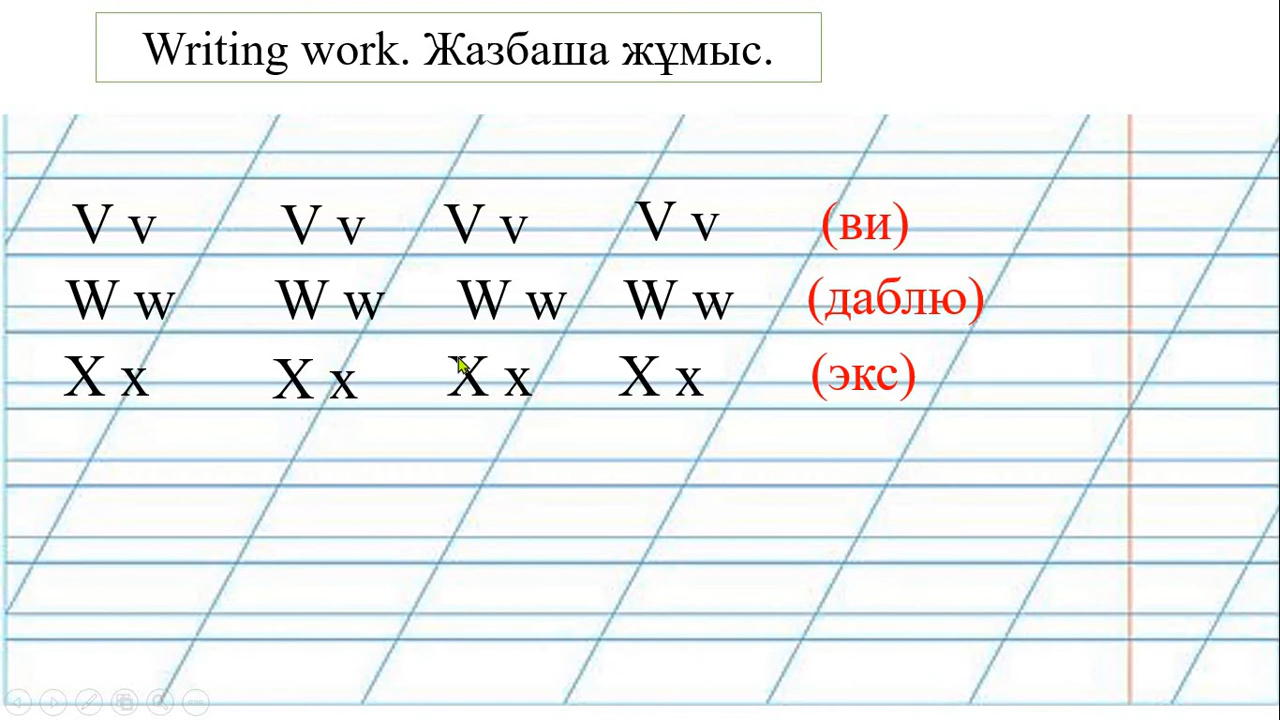 Writing work. Жазбаша жұмыс.
V v V v V v V v (ви)
W w W w W w W w (даблю)
X x X x X x X x (экс)